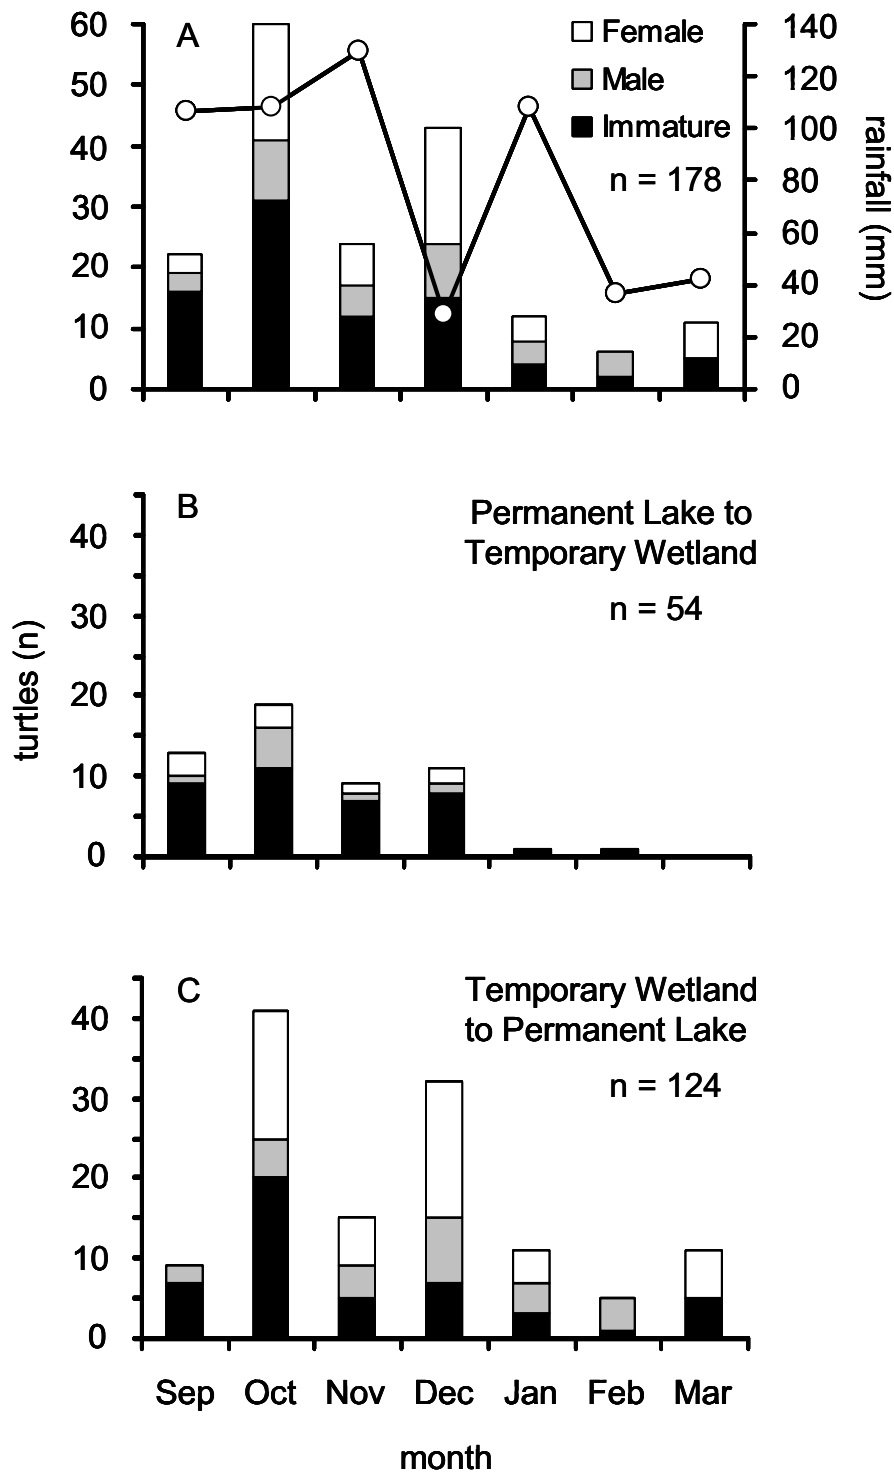 A
Female
Male
Immature
n = 178
60
50
40
30
20
10
0
140
120
100
80
60
40
20
0
rainfall (mm)
B
Permanent Lake to
Temporary Wetland
n = 54
40
30
20
10
0
turtles (n)
C
Temporary Wetland
to Permanent Lake
n = 124
40
30
20
10
0
Sep Oct Nov Dec Jan Feb Mar
month